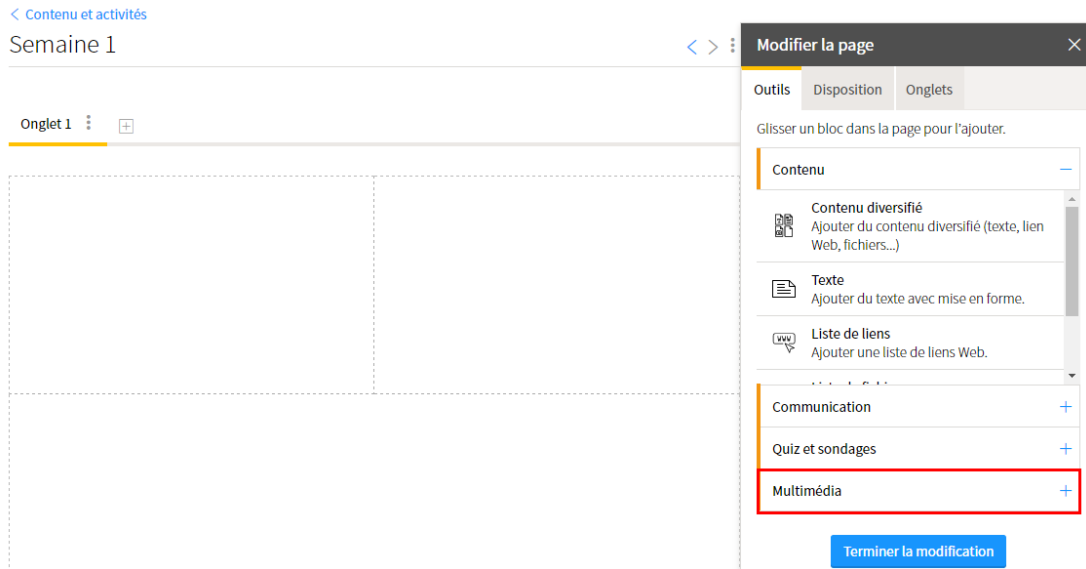 Contenu et activités
Semaine 1
Onglet 1
Modifier la page
Outils Disposition Onglets
Glisser un bloc dans la page pour l'ajouter.
Contenu
Contenu diversifié
Ajouter du contenu diversifié (texte, lien
Web, fichiers...)
Texte
Ajouter du texte avec mise en forme.
WWW
Liste de liens
Ajouter une liste de liens Web.
Communication
Quiz et sondages
Multimédia
Terminer la modification